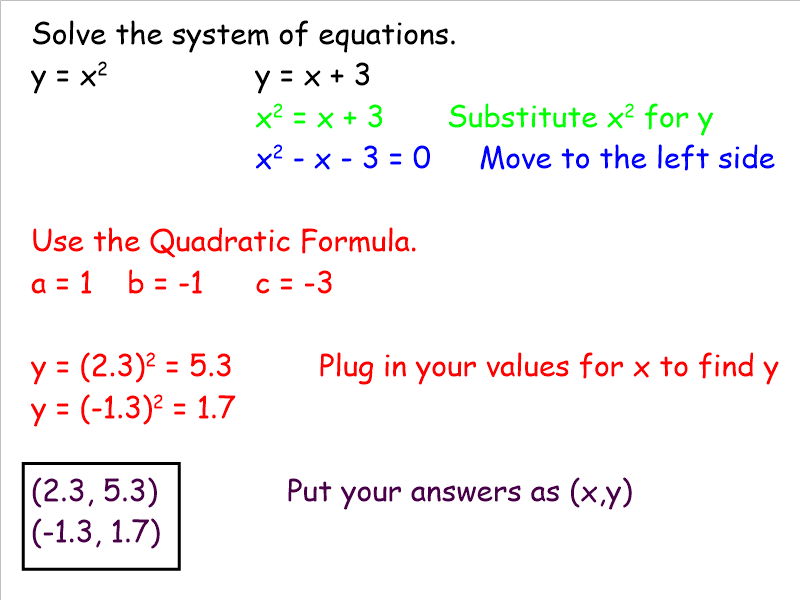 Solve the system of equations.
y = x² y = x + 3
x² = x + 3 Substitute x² for y
x² - x - 3 = 0 Move to the left side
Use the Quadratic Formula.
a = 1 b = -1 c = -3
y = (2.3)² = 5.3 Plug in your values for x to find y
y = (-1.3)² = 1.7
(2.3, 5.3) Put your answers as (x,y)
(-1.3, 1.7)